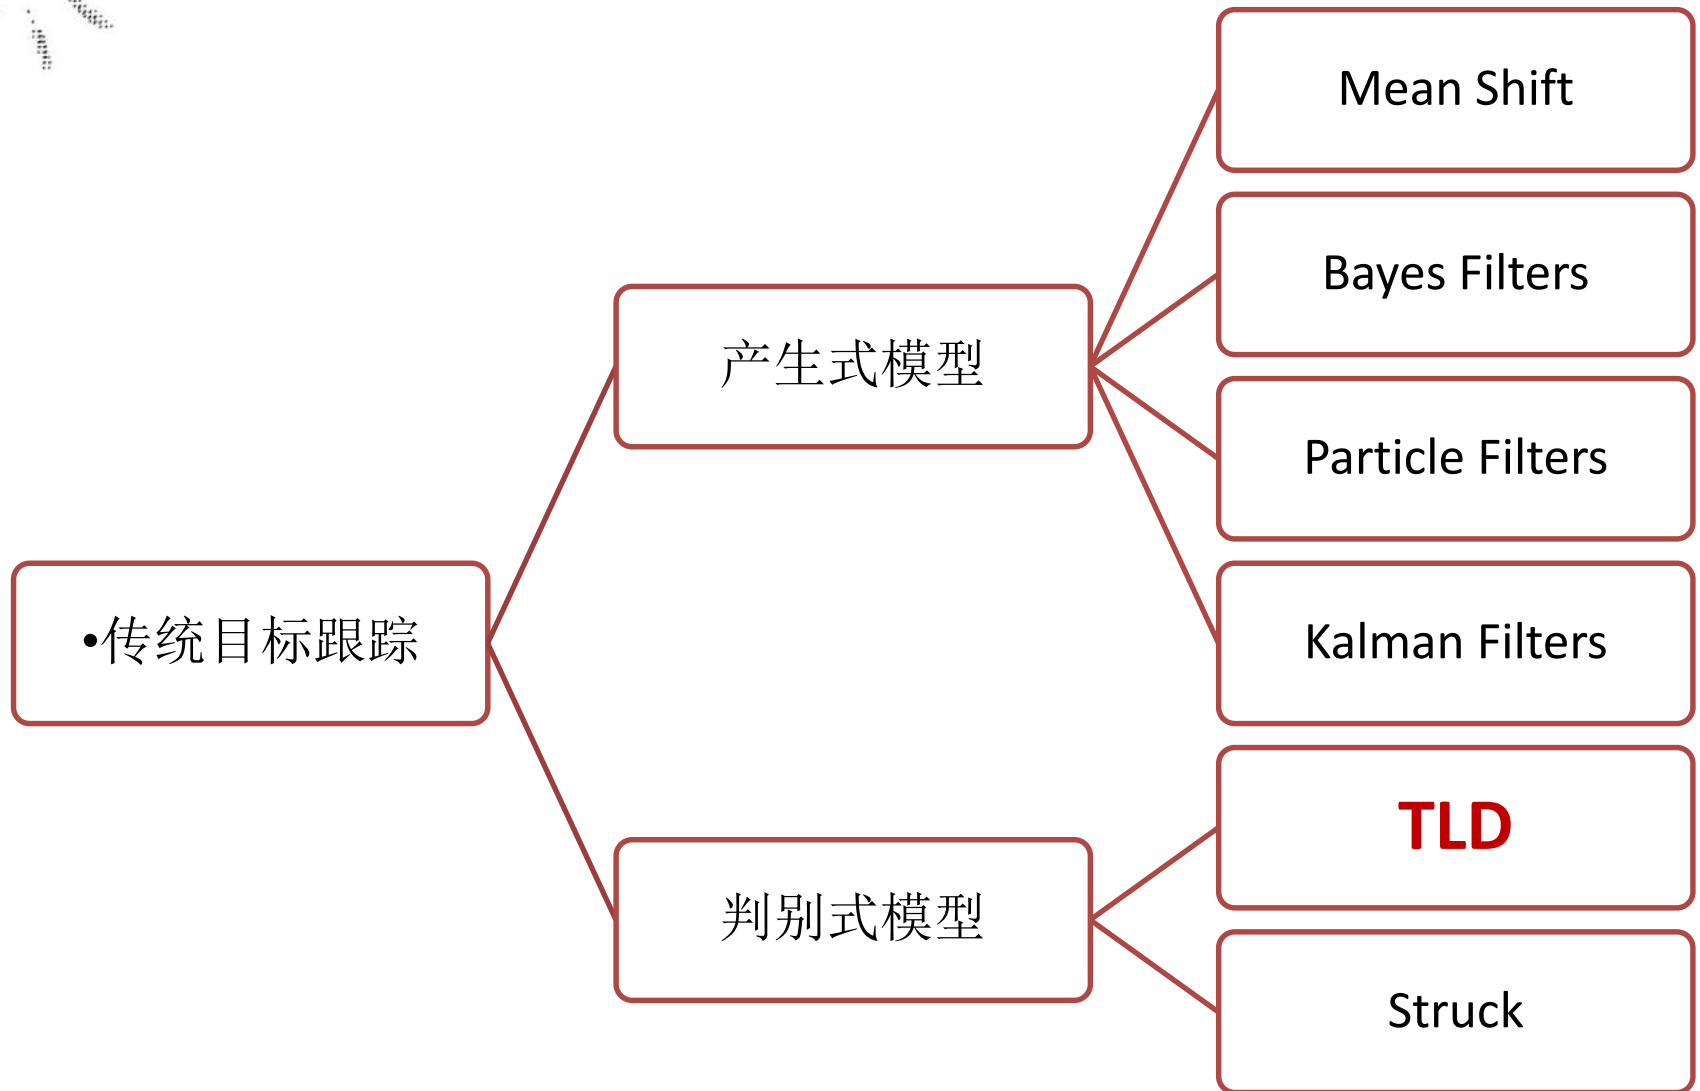 •传统目标跟踪
产生式模型
Mean Shift
Bayes Filters
Particle Filters
Kalman Filters
判别式模型
TLD
Struck